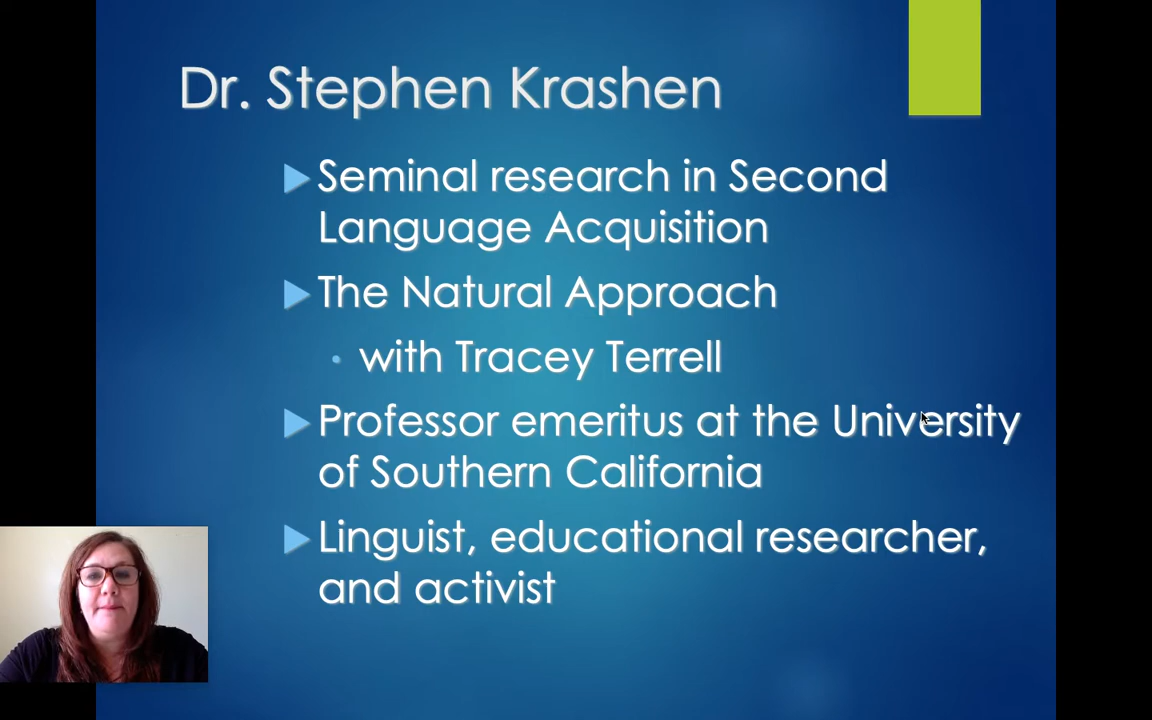 Dr. Stephen Krashen
Seminal research in Second
Language Acquisition
The Natural Approach
with Tracey Terrell
Professor emeritus at the University
of Southern California
Linguist, educational researcher,
and activist